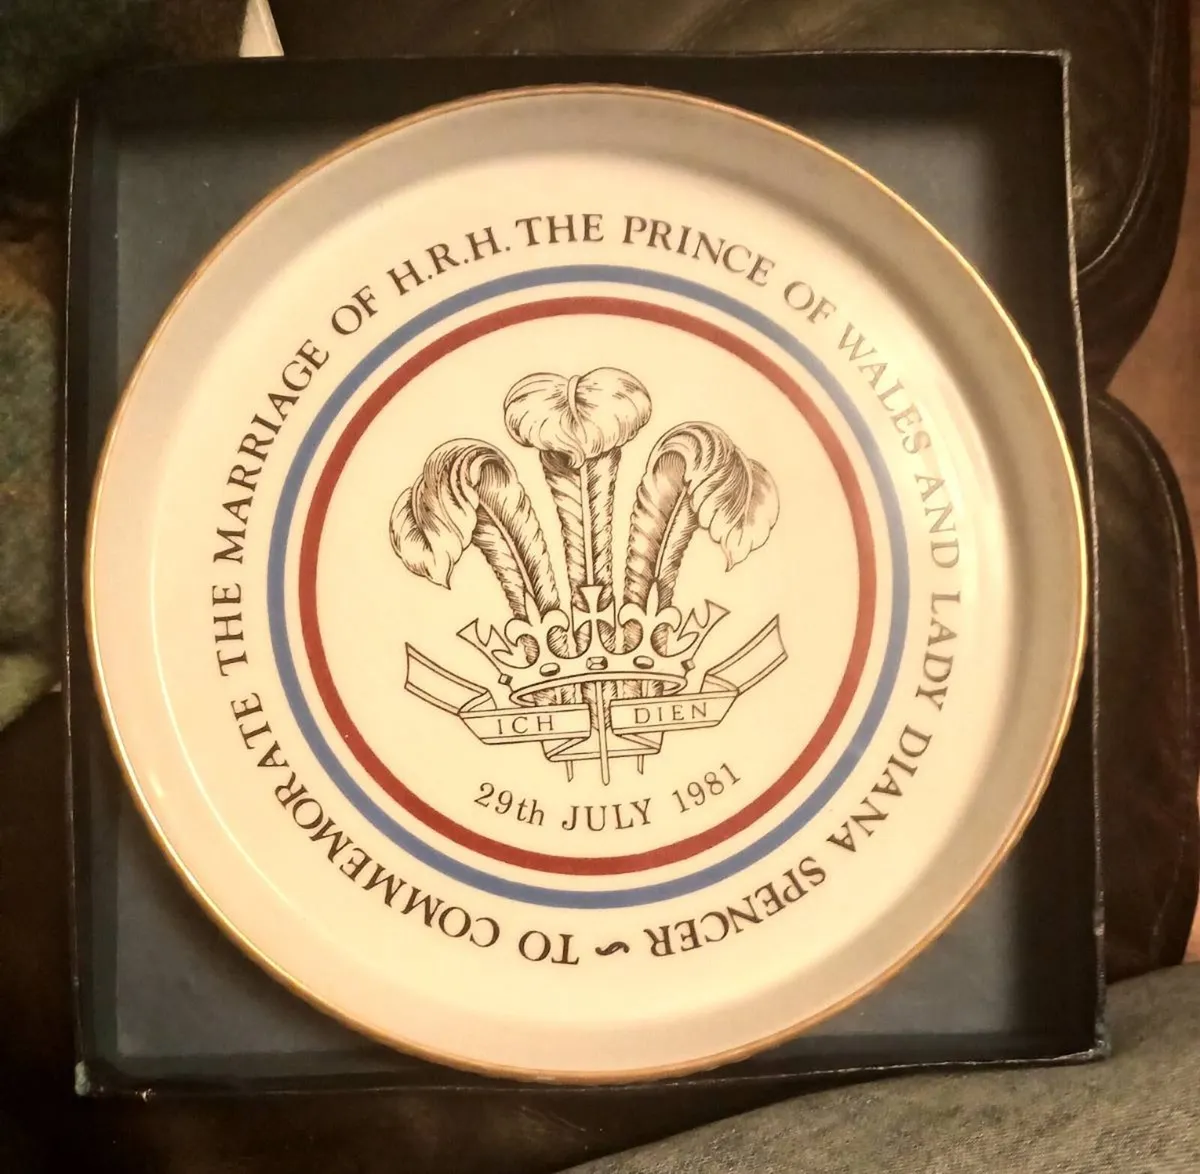 TO COMMEMORATE THE MARRIAGE OF H.R.H. THE PRINCE OF WALES AND LADY DIANA SPENCER ~
ICH DIEN
29th JULY 1981